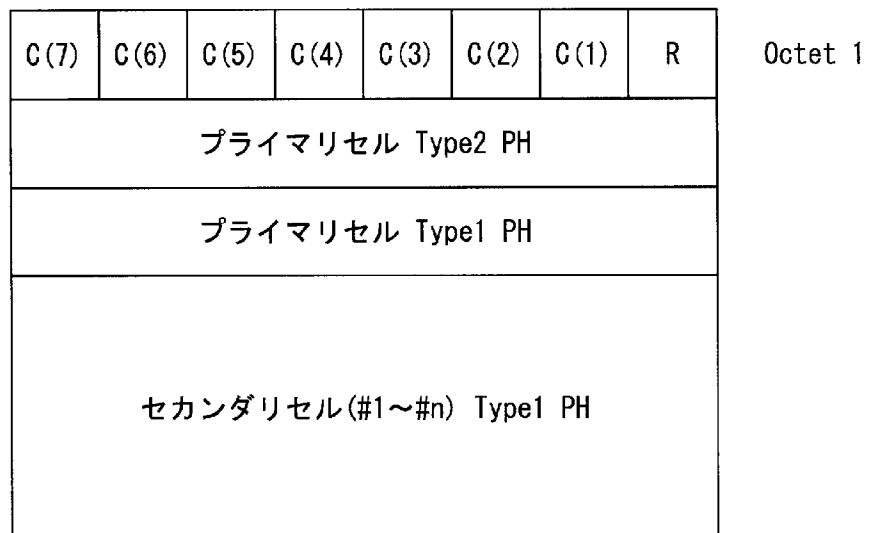 C(7) C(6) C(5) C(4) C(3) C(2) C(1) R Octet 1
プライマリセル Type2 PH
プライマリセル Type1 PH
セカンダリセル(#1～#n) Type1 PH